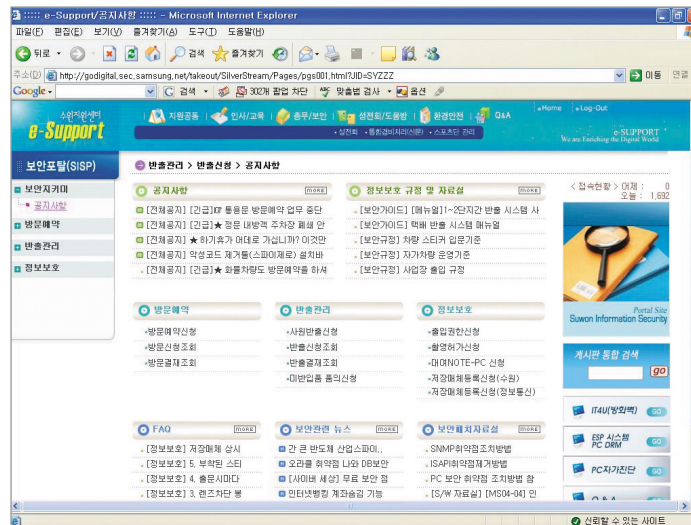 ::::: e-Support/공지사항 ::::: - Microsoft Internet Explorer
파일(F) 편집(E) 보기(V) 즐겨찾기(A) 도구(T) 도움말(H)
뒤로 검색 즐겨찾기
주소(D) http://godigital.sec.samsung.net/takeout/SilverStream/Pages/pgs001.html?JID=SYZZZ 이동 연결
Google 검색 302개 팝업 차단 맞춤법 검사 옵션
수원지원센터
e-Support
지원공통 인사/교육 총무/보안 성전회/도움방 환경안전 Q&A
Home Log-Out
e-SUPPORT
We are Enriching the Digital World
보안포탈(SISP)
보안지키미
공지사항
방문예약
반출관리
정보보호
반출관리 > 반출신청 > 공지사항
공지사항 more
[전체공지] [긴급]☞ 통용문 방문예약 업무 중단
[전체공지] [긴급]★ 정문 내방객 주차장 폐쇄 안
[전체공지] ★ 하기휴가 어데로 가십니까? 이것만
[전체공지] 악성코드 제거툴(스파이제로) 설치바
[전체공지] [긴급]★ 화물차량도 방문예약을 하셔
정보보호 규정 및 자료실 more
[보안가이드] [메뉴얼]1~2단지간 반출 시스템 사
[보안가이드] 택배 반출 시스템 매뉴얼
[보안규정] 차량 스티커 입문기준
[보안규정] 자가차량 운영기준
[보안규정] 사업장 출입 규정
< 접속현황 > 어제 : 0
오늘 : 1,692
Portal Site
Suwon Information Security
방문예약
방문예약신청
방문신청조회
방문결재조회
반출관리
사원반출신청
반출신청조회
반출결재조회
미반입품 품의신청
정보보호
출입권한신청
촬영허가신청
대여NOTE-PC 신청
저장매체등록신청(수원)
저장매체등록신청(정보통신)
게시판 통합 검색
go
FAQ more
[정보보호] 저장매체 상시
[정보보호] 5, 부착된 스티
[정보보호] 4, 출문시마다
[정보보호] 3, 렌즈차단 봉
보안관련 뉴스 more
간 큰 반도체 산업스파이,,
오라클 취약점 나와 DB보안
[사이버 세상] 무료 보안 점
인터넷뱅킹 계좌숨김 기능
보안패치자료실 more
SNMP취약점조치방법
ISAPI취약점제거방법
PC 보안 취약점 조치방법 합
[S/W 자료실] [MS04-04] 인
IT4U(방화벽) GO
ESP 시스템
PC DRM GO
PC자가진단 GO
Q & A
신뢰할 수 있는 사이트